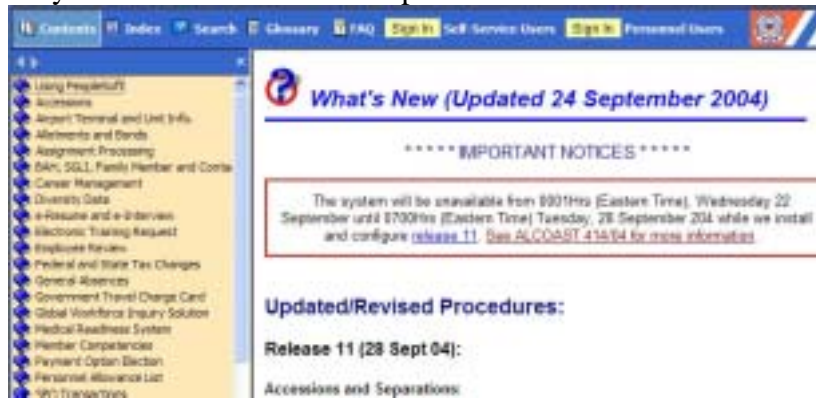 Contents Index Search Glossary FAQ Sign In Self Service Users Sign In Personnel Users
Using PeopleSoft
Accessions
Airport Terminal and Unit Info.
Allotments and Bonds
Assignment Processing
BAH, SGLI, Family Member and Conta
Career Management
Diversity Data
e-Resume and e-Interview
Electronic Training Request
Employee Review
Federal and State Tax Changes
General Absences
Government Travel Charge Card
Global Workforce Inquiry Solution
Medical Readiness System
Member Competencies
Payment Option Election
Personnel Allowance List
SPO Transactions
What's New (Updated 24 September 2004)
* * * * * IMPORTANT NOTICES * * * * *
The system will be unavailable from 0001Hrs (Eastern Time), Wednesday 22
September until 0700Hrs (Eastern Time) Tuesday, 28 September 204 while we install
and configure release 11. See ALCOAST 414/04 for more information.
Updated/Revised Procedures:
Release 11 (28 Sept 04):
Accessions and Separations: